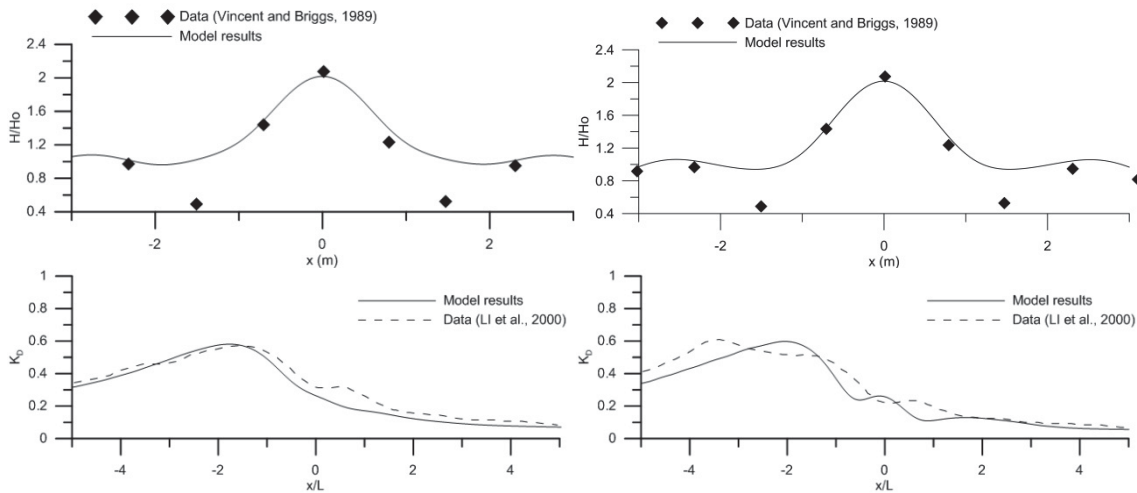 Data (Vincent and Briggs, 1989)
Model results
2.4
2
1.6
1.2
0.8
0.4
H/Ho
-2
0
2
x (m)
Data (Vincent and Briggs, 1989)
Model results
2.4
2
1.6
1.2
0.8
0.4
H/Ho
-2
0
2
x (m)
1
0.8
0.6
0.4
0.2
0
KD
Model results
Data (LI et al., 2000)
-4
-2
0
2
4
x/L
1
0.8
0.6
0.4
0.2
0
KD
Model results
Data (LI et al., 2000)
-4
-2
0
2
4
x/L